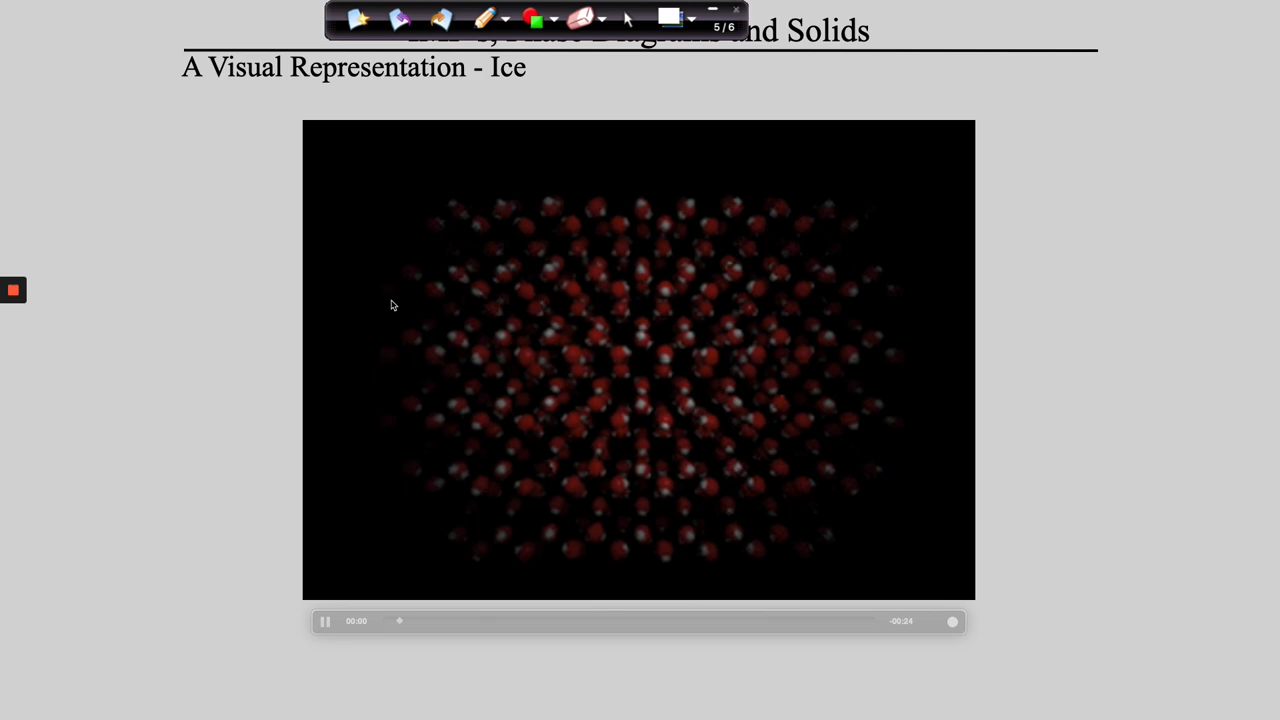 5 / 6
and Solids
A Visual Representation - Ice
00:00
-00:24